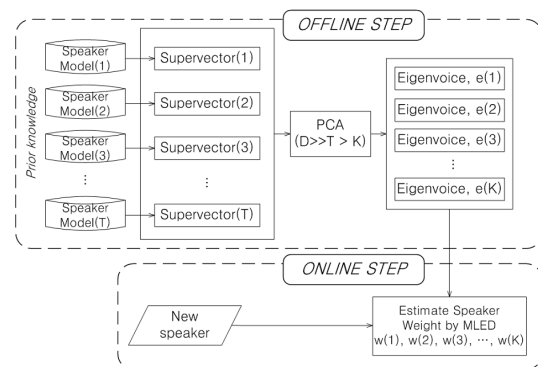 OFFLINE STEP
Prior knowledge
Speaker
Model(1)
Supervector(1)
Speaker
Model(2)
Supervector(2)
Speaker
Model(3)
Supervector(3)
⋮
⋮
Speaker
Model(T)
Supervector(T)
PCA
(D>>T > K)
Eigenvoice, e(1)
Eigenvoice, e(2)
Eigenvoice, e(3)
⋮
Eigenvoice, e(K)
ONLINE STEP
New
speaker
Estimate Speaker
Weight by MLED
w(1), w(2), w(3), ⋯, w(K)